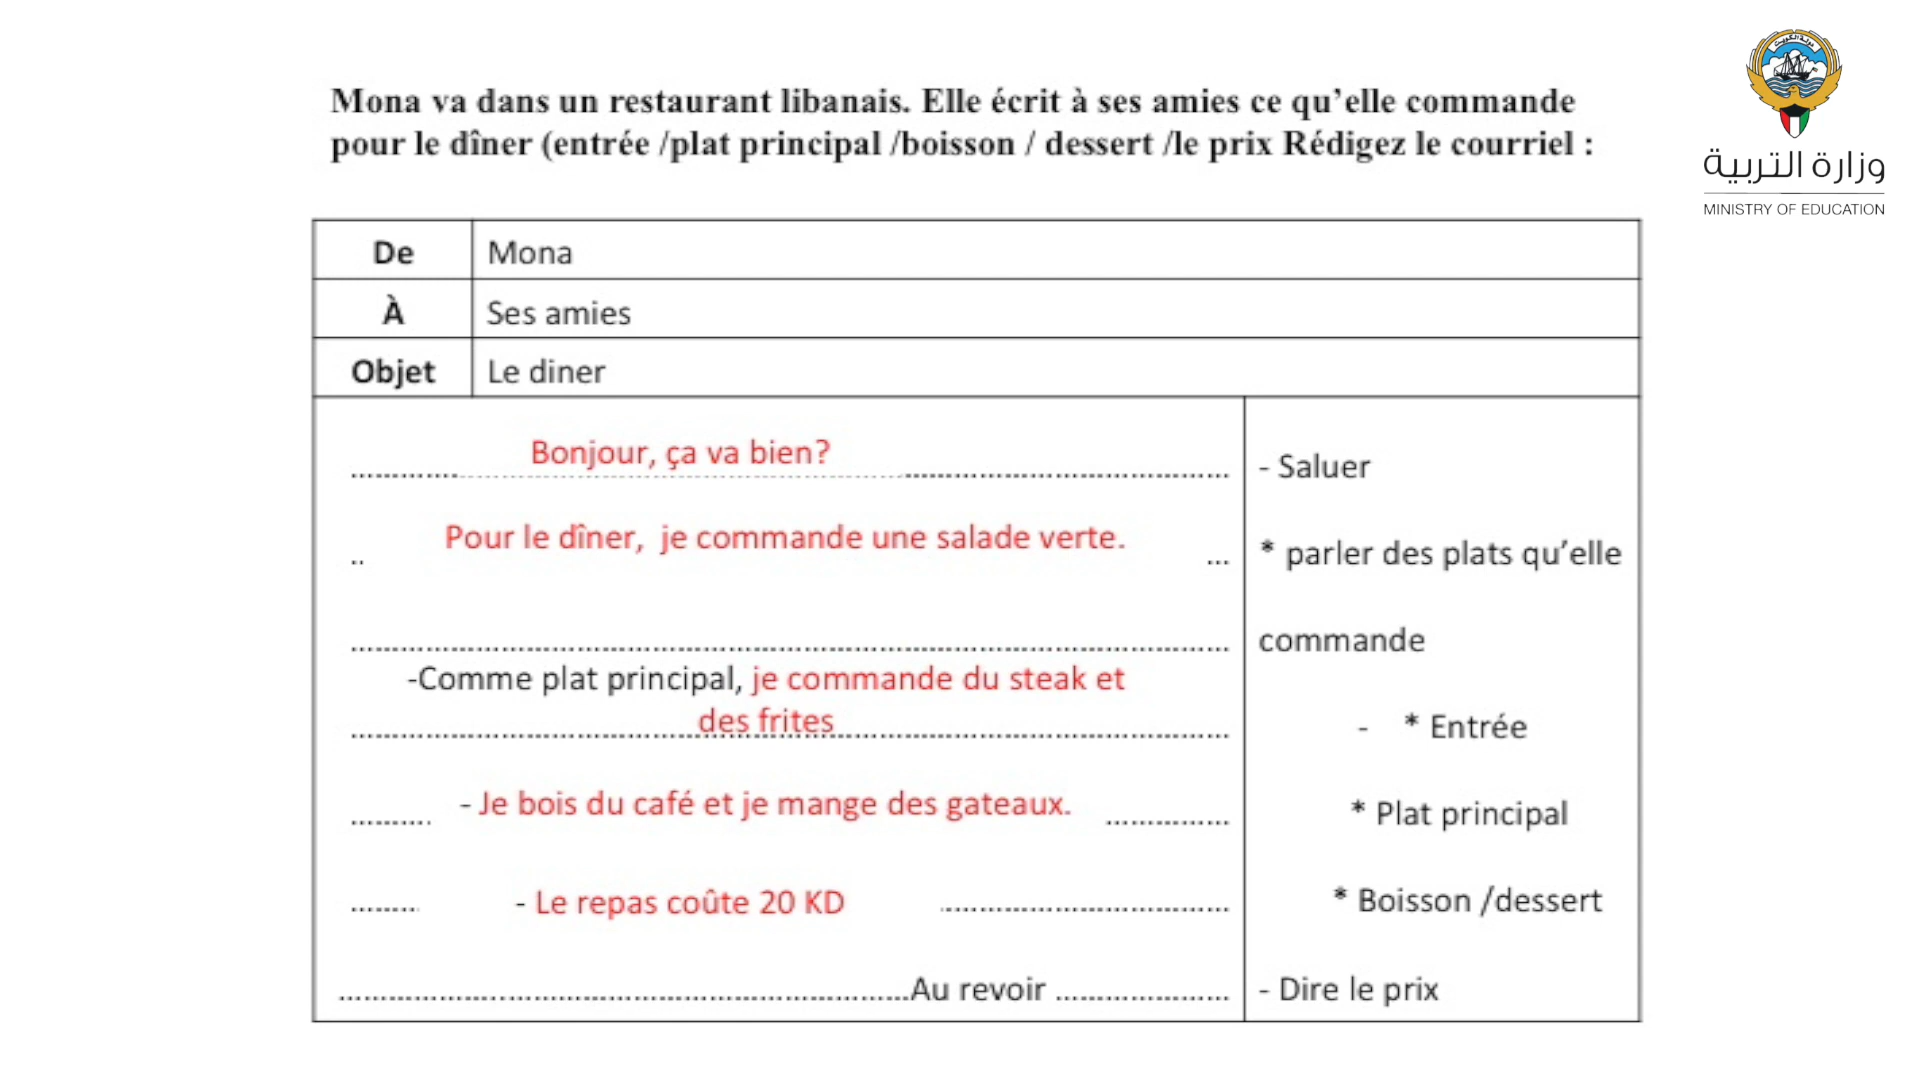 Mona va dans un restaurant libanais. Elle écrit à ses amies ce qu’elle commande
pour le dîner (entrée /plat principal /boisson / dessert /le prix Rédigez le courriel :
دولة الكويت
وزارة التربية
MINISTRY OF EDUCATION
De Mona
À Ses amies
Objet Le diner
Bonjour, ça va bien?
Pour le dîner, je commande une salade verte.
-Comme plat principal, je commande du steak et
des frites
- Je bois du café et je mange des gateaux.
- Le repas coûte 20 KD
Au revoir
- Saluer
* parler des plats qu’elle
commande
- * Entrée
* Plat principal
* Boisson /dessert
- Dire le prix